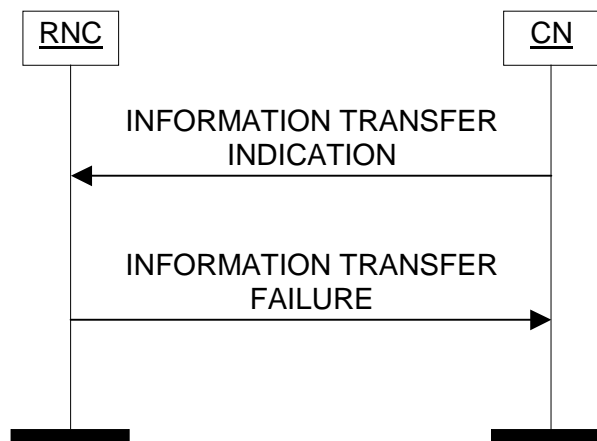 RNC
CN
INFORMATION TRANSFER
INDICATION
INFORMATION TRANSFER
FAILURE